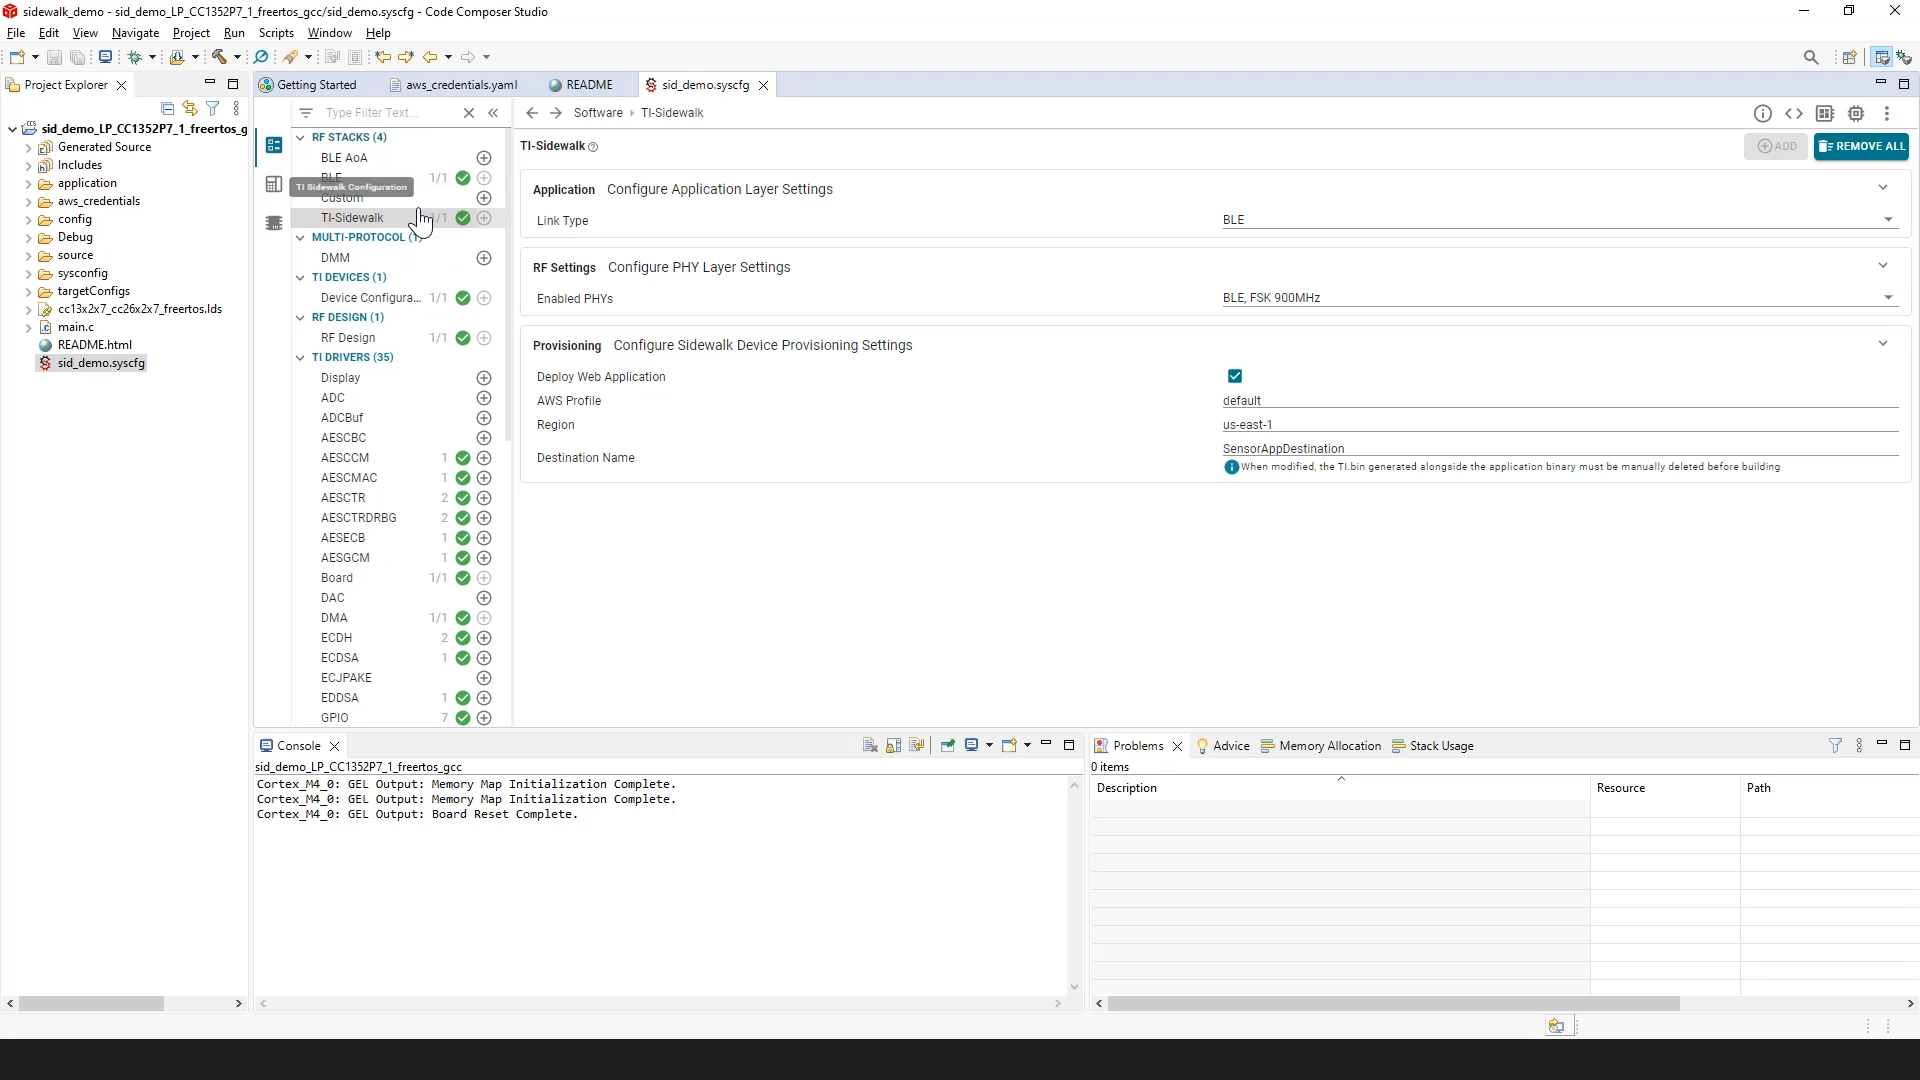 sidewalk_demo - sid_demo_LP_CC1352P7_1_freertos_gcc/sid_demo.syscfg - Code Composer Studio
File Edit View Navigate Project Run Scripts Window Help
Project Explorer
sid_demo_LP_CC1352P7_1_freertos_g
Generated Source
Includes
application
aws_credentials
config
Debug
source
sysconfig
targetConfigs
cc13x2x7_cc26x2x7_freertos.lds
main.c
README.html
sid_demo.syscfg
Getting Started
aws_credentials.yaml
README
sid_demo.syscfg
Type Filter Text...
RF STACKS (4)
BLE AoA
BLE 1/1
TI Sidewalk Configuration
Custom
TI-Sidewalk 1/1
MULTI-PROTOCOL (1)
DMM
TI DEVICES (1)
Device Configura... 1/1
RF DESIGN (1)
RF Design 1/1
TI DRIVERS (35)
Display
ADC
ADCBuf
AESCBC
AESCCM 1
AESCMAC 1
AESCTR 2
AESCTRDRBG 2
AESECB 1
AESGCM 1
Board 1/1
DAC
DMA 1/1
ECDH 2
ECDSA 1
ECJPAKE
EDDSA 1
GPIO 7
Software TI-Sidewalk
TI-Sidewalk
ADD
REMOVE ALL
Application Configure Application Layer Settings
Link Type BLE
RF Settings Configure PHY Layer Settings
Enabled PHYs BLE, FSK 900MHz
Provisioning Configure Sidewalk Device Provisioning Settings
Deploy Web Application
AWS Profile default
Region us-east-1
Destination Name SensorAppDestination
When modified, the TI.bin generated alongside the application binary must be manually deleted before building
Console
sid_demo_LP_CC1352P7_1_freertos_gcc
Cortex_M4_0: GEL Output: Memory Map Initialization Complete.
Cortex_M4_0: GEL Output: Memory Map Initialization Complete.
Cortex_M4_0: GEL Output: Board Reset Complete.
Problems
Advice
Memory Allocation
Stack Usage
0 items
Description Resource Path